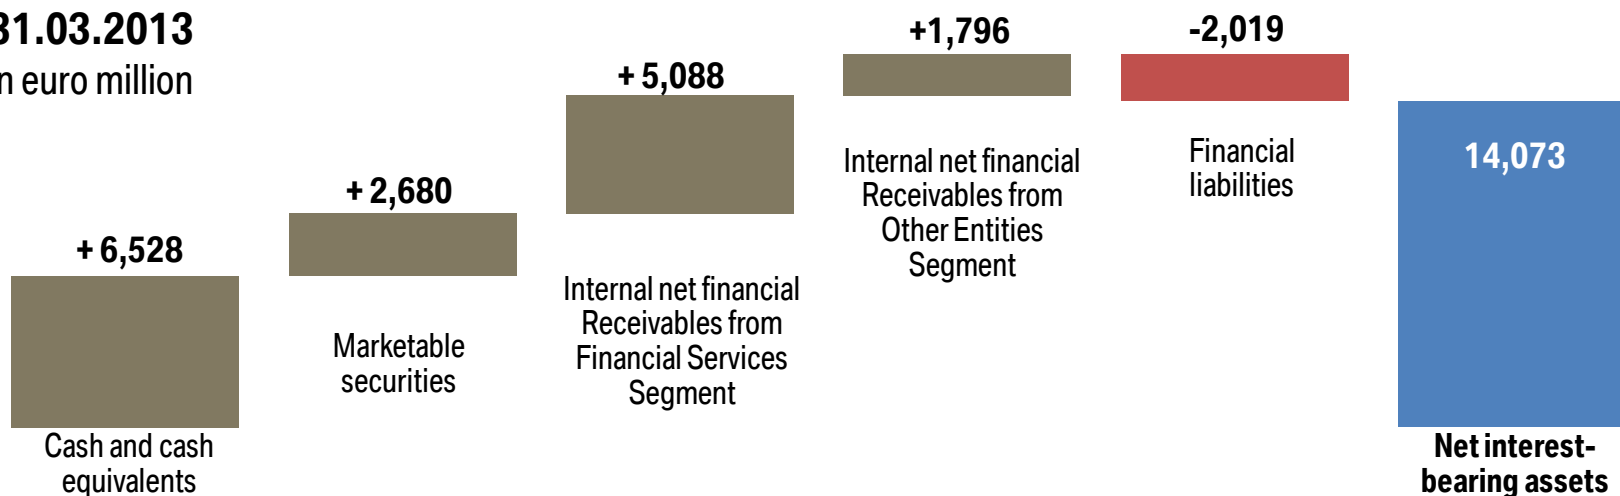 31.03.2013
n euro million
+ 6,528
Cash and cash
equivalents
+ 2,680
Marketable
securities
+ 5,088
Internal net financial
Receivables from
Financial Services
Segment
+1,796
Internal net financial
Receivables from
Other Entities
Segment
-2,019
Financial
liabilities
14,073
Net interest-
bearing assets